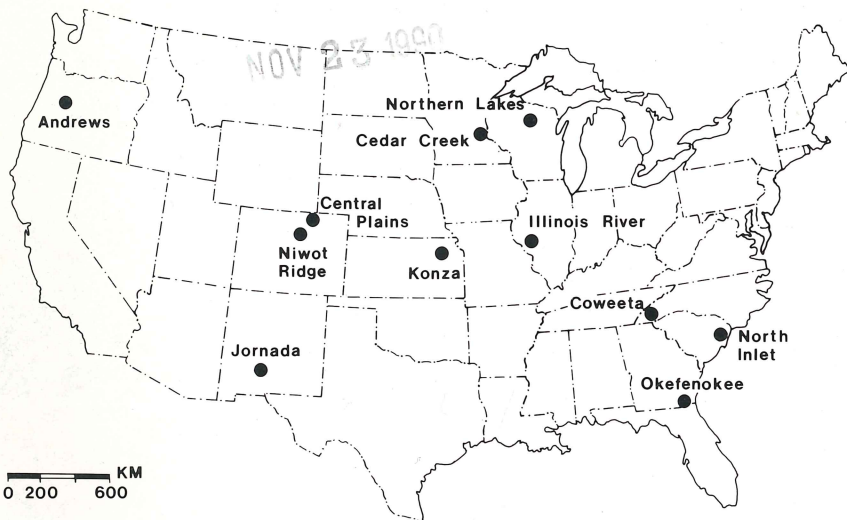 NOV 23 1990
Northern Lakes
Andrews
Cedar Creek
Central
Plains
Illinois River
Niwot
Ridge
Konza
Coweeta
North
Inlet
Jornada
Okefenokee
KM
0 200 600